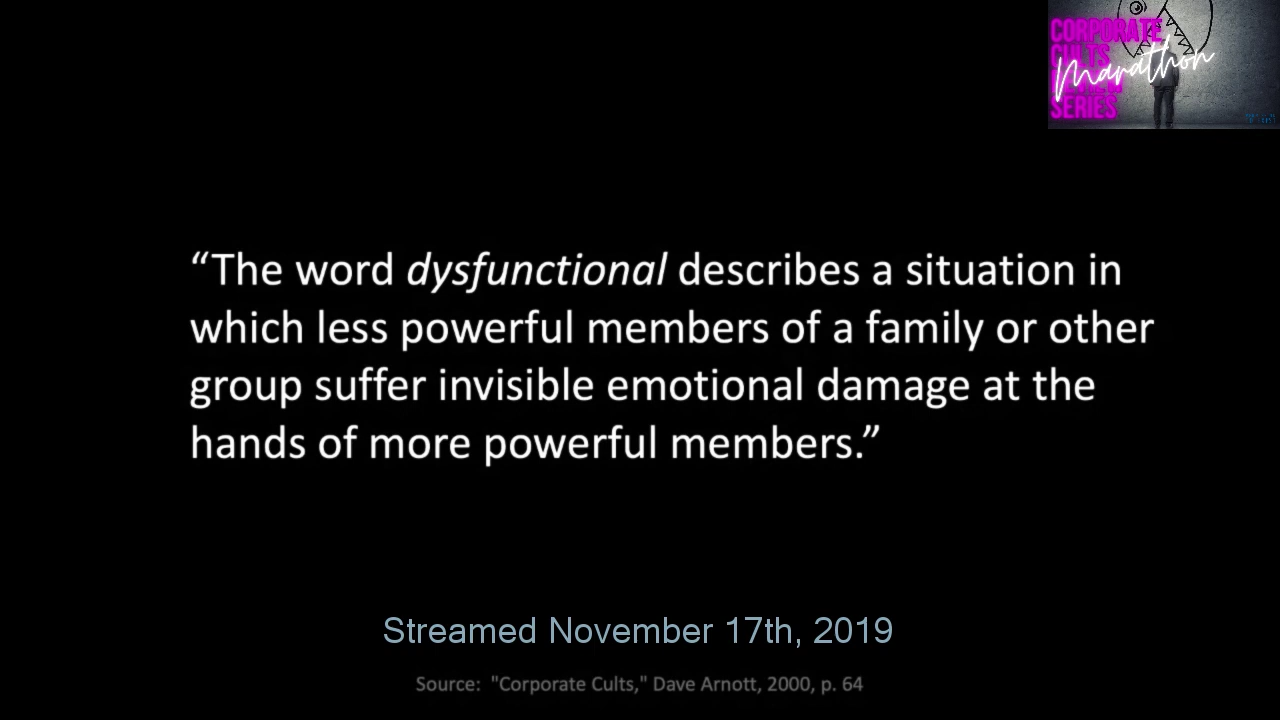 CORPORATE
CULTS
Marathon
SERIES
“The word dysfunctional describes a situation in
which less powerful members of a family or other
group suffer invisible emotional damage at the
hands of more powerful members.”
Streamed November 17th, 2019
Source: "Corporate Cults," Dave Arnott, 2000, p. 64